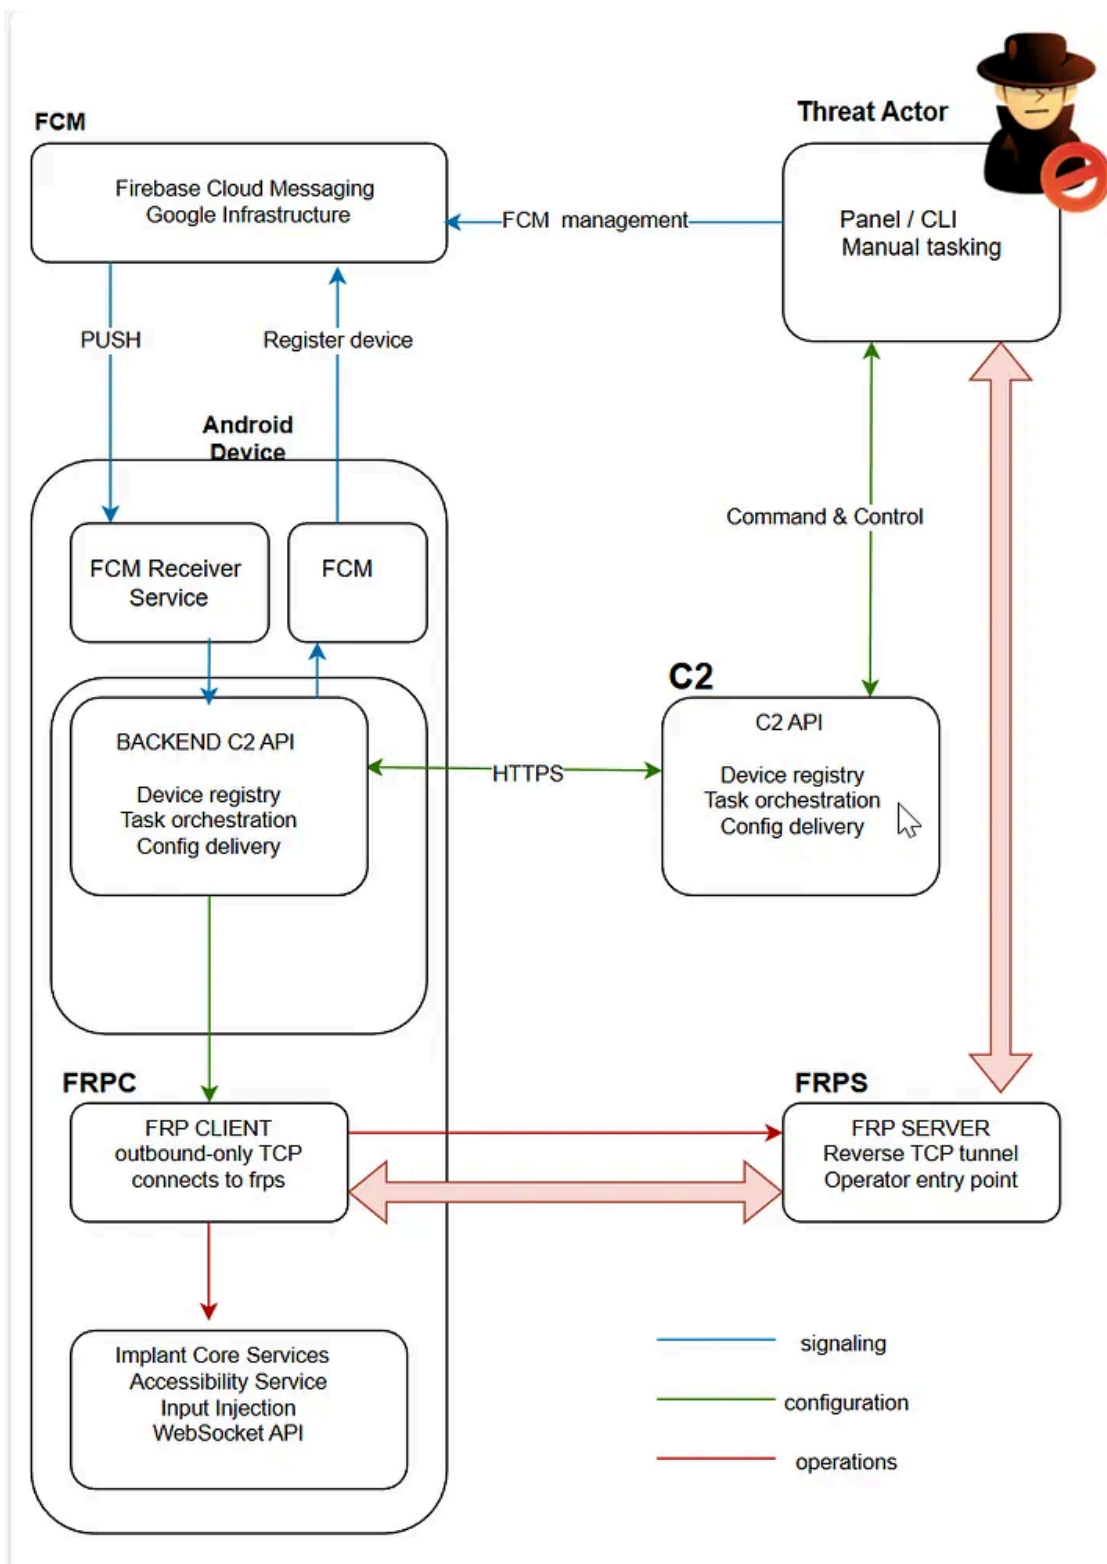 FCM
Threat Actor
Firebase Cloud Messaging
Google Infrastructure
FCM management
Panel / CLI
Manual tasking
PUSH
Register device
Android
Device
Command & Control
FCM Receiver
Service
FCM
C2
BACKEND C2 API
Device registry
Task orchestration
Config delivery
HTTPS
C2 API
Device registry
Task orchestration
Config delivery
FRPC
FRPS
FRP CLIENT
outbound-only TCP
connects to frps
FRP SERVER
Reverse TCP tunnel
Operator entry point
Implant Core Services
Accessibility Service
Input Injection
WebSocket API
signaling
configuration
operations